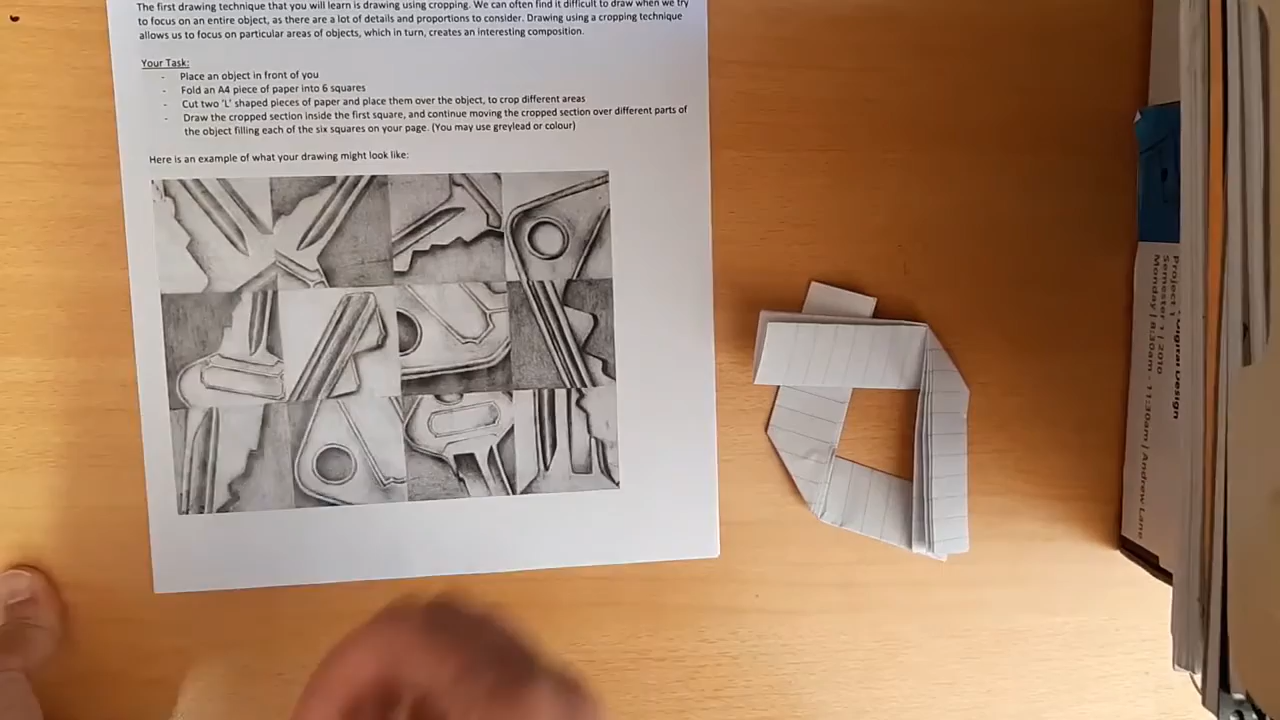 The first drawing technique that you will learn is drawing using cropping. We can often find it difficult to draw when we try
to focus on an entire object, as there are a lot of details and proportions to consider. Drawing using a cropping technique
allows us to focus on particular areas of objects, which in turn, creates an interesting composition.
Your Task:
- Place an object in front of you
- Fold an A4 piece of paper into 6 squares
- Cut two 'L' shaped pieces of paper and place them over the object, to crop different areas
- Draw the cropped section inside the first square, and continue moving the cropped section over different parts of
the object filling each of the six squares on your page. (You may use greylead or colour)
Here is an example of what your drawing might look like:
Project 1 Digital Design
Semester 1 | 2010
Monday | 8:30am - 11:30am | Andrew Lane